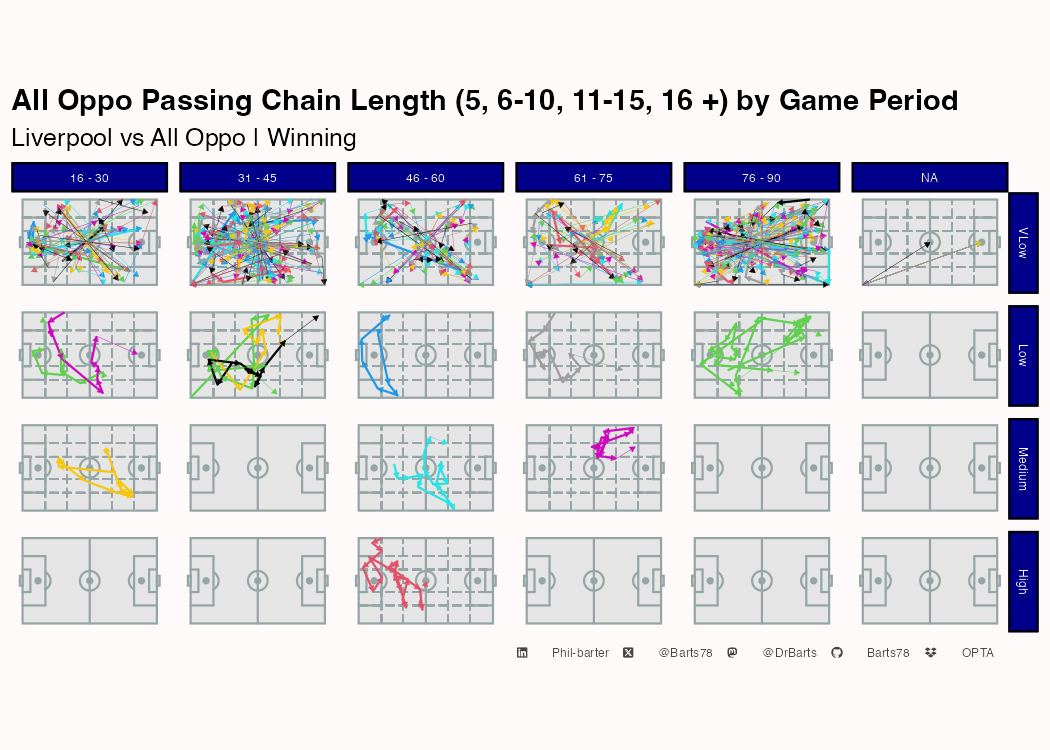 All Oppo Passing Chain Length (5, 6-10, 11-15, 16 +) by Game Period
Liverpool vs All Oppo | Winning
16 - 30 31 - 45 46 - 60 61 - 75 76 - 90 NA
VLow
Low
Medium
High
Phil-barter @Barts78 @DrBarts Barts78 OPTA